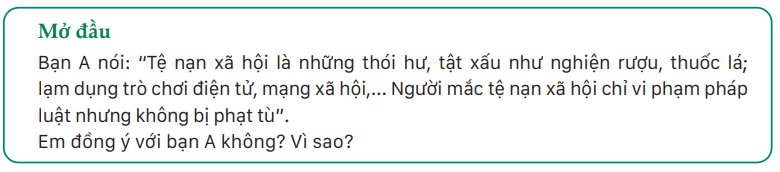 Mở đầu
Bạn A nói: “Tệ nạn xã hội là những thói hư, tật xấu như nghiện rượu, thuốc lá;
lạm dụng trò chơi điện tử, mạng xã hội,... Người mắc tệ nạn xã hội chỉ vi phạm pháp
luật nhưng không bị phạt tù”.
Em đồng ý với bạn A không? Vì sao?